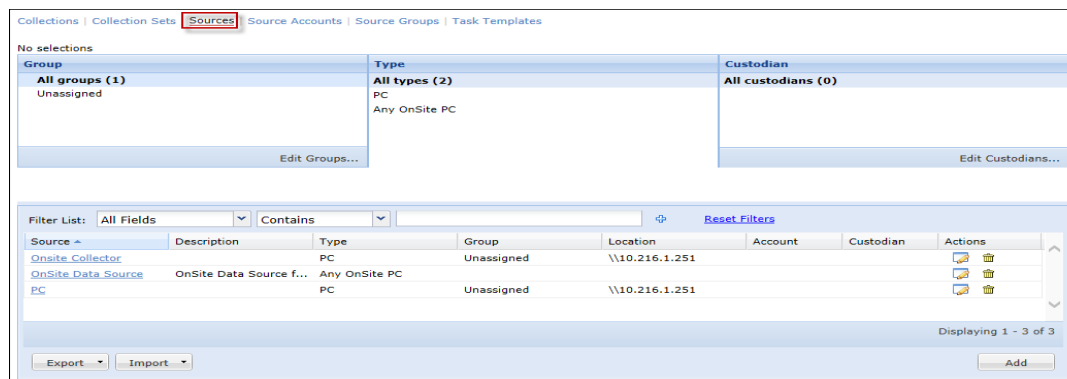 Collections | Collection Sets | Sources | Source Accounts | Source Groups | Task Templates
No selections
Group Type Custodian
All groups (1) All types (2) All custodians (0)
Unassigned PC
Any OnSite PC
Edit Groups... Edit Custodians...
Filter List: All Fields Contains Reset Filters
Source Description Type Group Location Account Custodian Actions
Onsite Collector PC Unassigned \\10.216.1.251
OnSite Data Source OnSite Data Source f... Any OnSite PC
PC PC Unassigned \\10.216.1.251
Displaying 1 - 3 of 3
Export Import Add